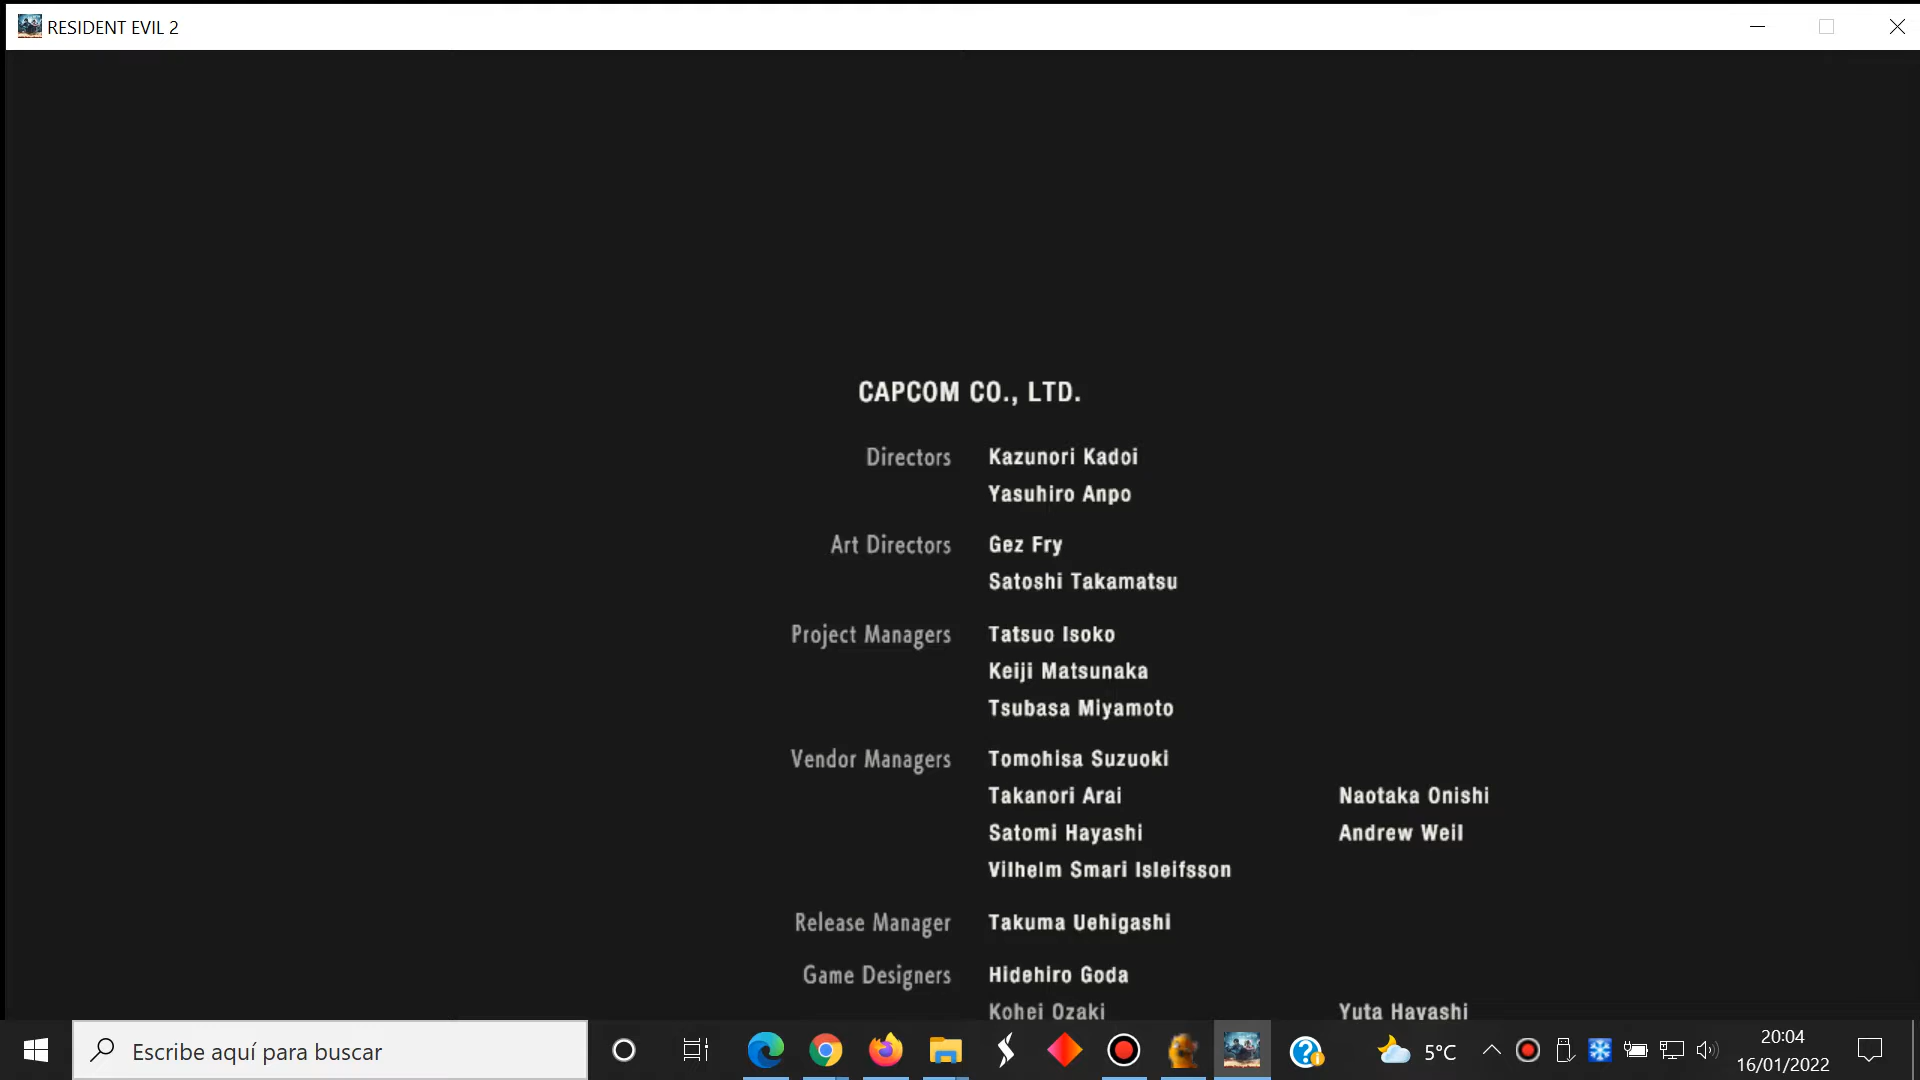 RESIDENT EVIL 2
CAPCOM CO., LTD.
Directors Kazunori Kadoi
Yasuhiro Anpo
Art Directors Gez Fry
Satoshi Takamatsu
Project Managers Tatsuo Isoko
Keiji Matsunaka
Tsubasa Miyamoto
Vendor Managers Tomohisa Suzuoki
Takanori Arai Naotaka Onishi
Satomi Hayashi Andrew Weil
Vilhelm Smari Isleifsson
Release Manager Takuma Uehigashi
Game Designers Hidehiro Goda
Kohei Ozaki Yuta Hayashi
Escribe aquí para buscar
5°C
20:04
16/01/2022